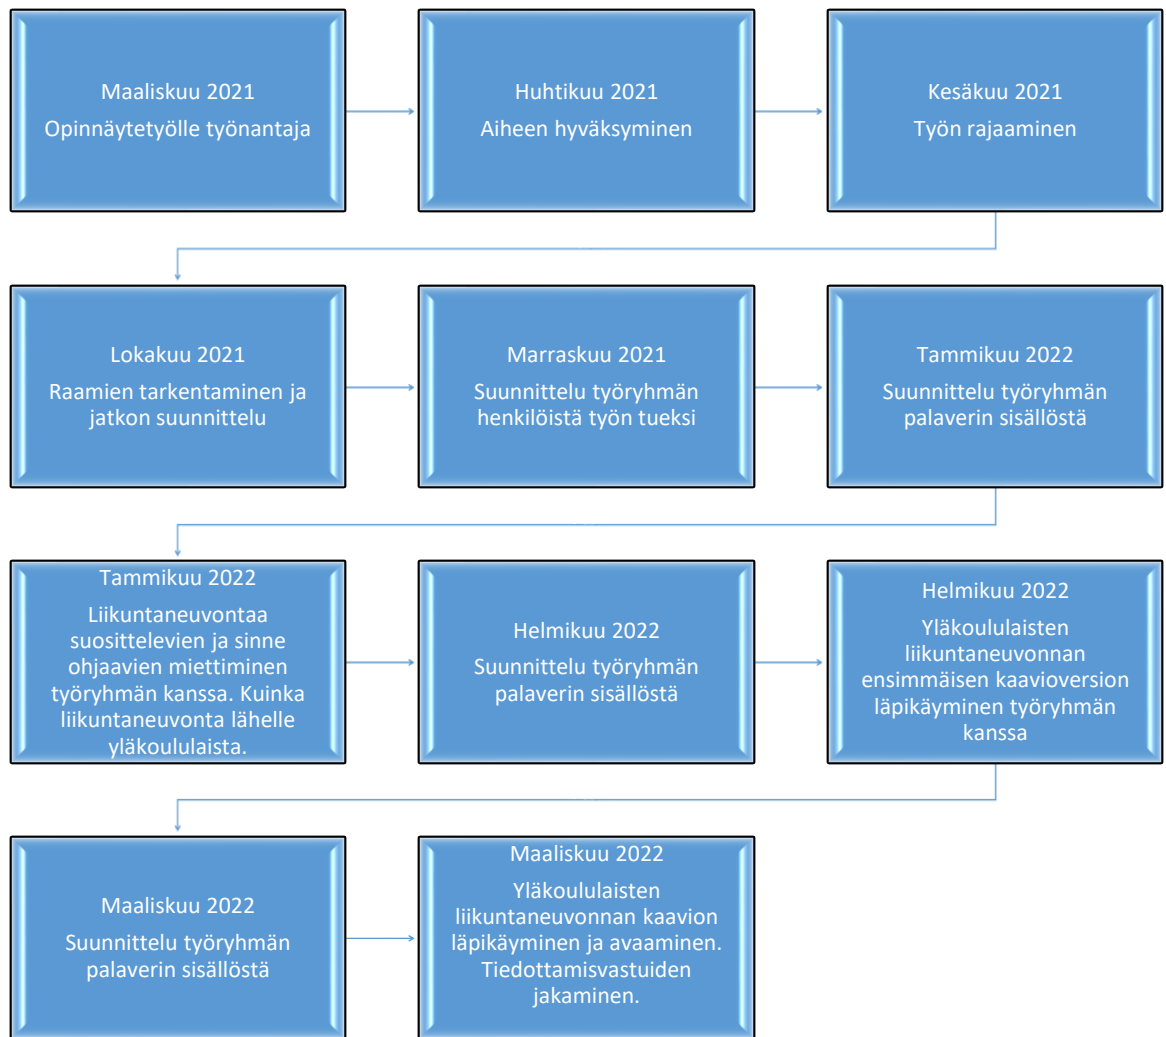 Maaliskuu 2021
Opinnäytetyölle työnantaja
Huhtikuu 2021
Aiheen hyväksyminen
Kesäkuu 2021
Työn rajaaminen
Lokakuu 2021
Raamien tarkentaminen ja
jatkon suunnittelu
Marraskuu 2021
Suunnittelu työryhmän
henkilöistä työn tueksi
Tammikuu 2022
Suunnittelu työryhmän
palaverin sisällöstä
Tammikuu 2022
Liikuntaneuvontaa
suosittelevien ja sinne
ohjaavien miettiminen
työryhmän kanssa. Kuinka
liikuntaneuvonta lähelle
yläkoululaista.
Helmikuu 2022
Suunnittelu työryhmän
palaverin sisällöstä
Helmikuu 2022
Yläkoululaisten
liikuntaneuvonnan
ensimmäisen kaavioversion
läpikäyminen työryhmän
kanssa
Maaliskuu 2022
Suunnittelu työryhmän
palaverin sisällöstä
Maaliskuu 2022
Yläkoululaisten
liikuntaneuvonnan kaavion
läpikäyminen ja avaaminen.
Tiedottamisvastuiden
jakaminen.